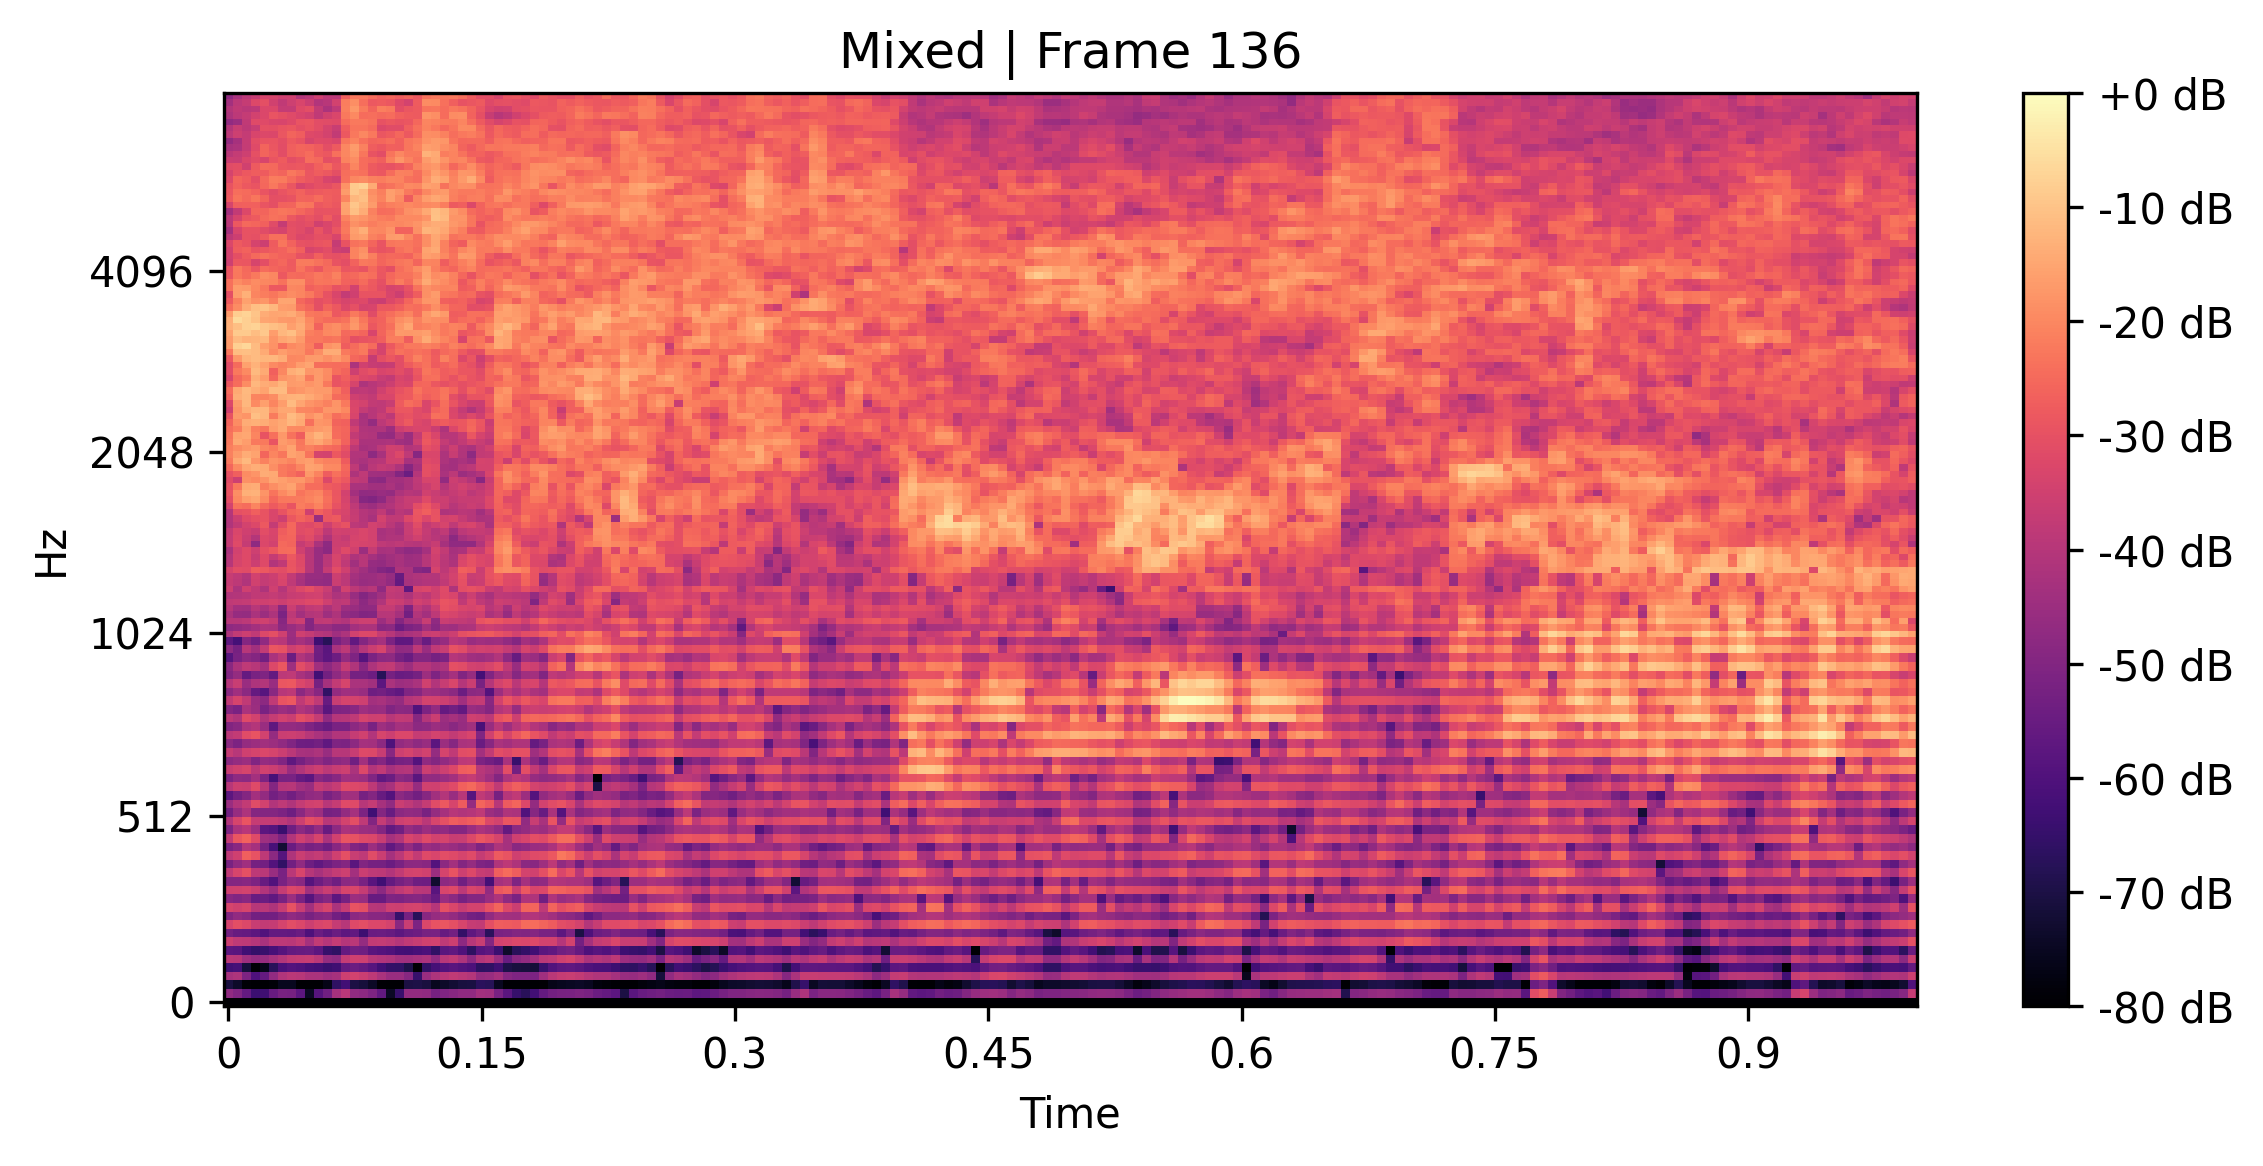 Mixed | Frame 136
Hz
4096
2048
1024
512
0
0 0.15 0.3 0.45 0.6 0.75 0.9
Time
+0 dB
-10 dB
-20 dB
-30 dB
-40 dB
-50 dB
-60 dB
-70 dB
-80 dB